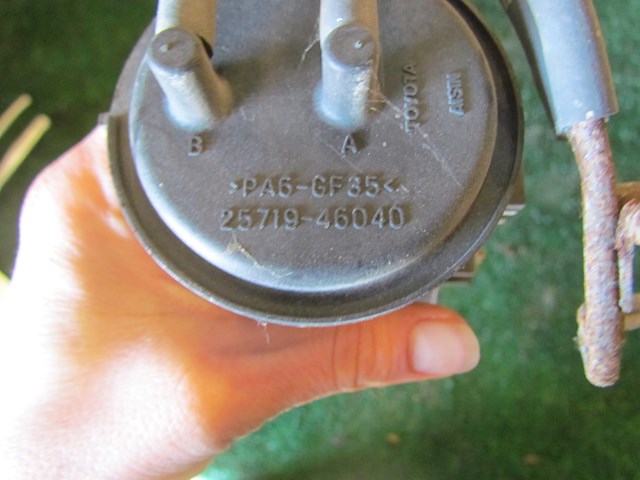 B
A
TOYOTA
AISIN
>PA6-GF35<
25719-46040